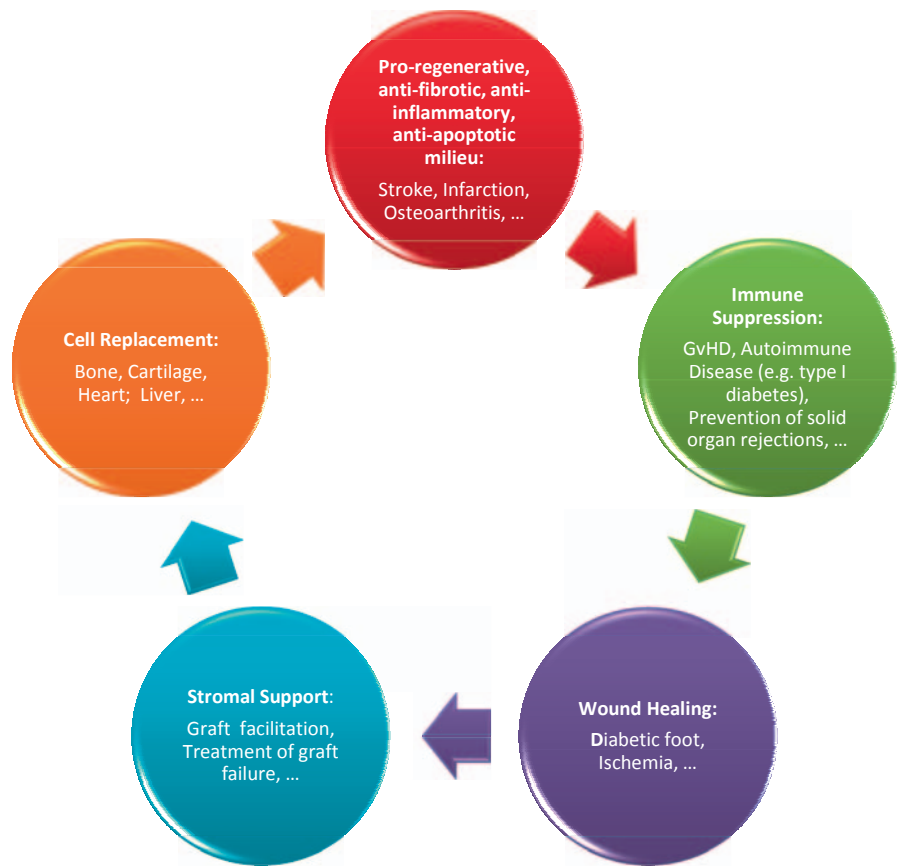 Pro-regenerative,
anti-fibrotic, anti-
inflammatory,
anti-apoptotic
milieu:
Stroke, Infarction,
Osteoarthritis, ...
Immune
Suppression:
GvHD, Autoimmune
Disease (e.g. type I
diabetes),
Prevention of solid
organ rejections, ...
Wound Healing:
Diabetic foot,
Ischemia, ...
Stromal Support:
Graft facilitation,
Treatment of graft
failure, ...
Cell Replacement:
Bone, Cartilage,
Heart; Liver, ...